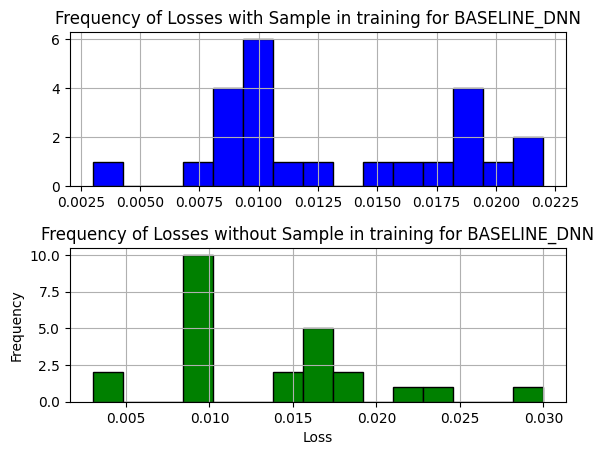 Frequency of Losses with Sample in training for BASELINE_DNN
6
4
2
0
0.0025 0.0050 0.0075 0.0100 0.0125 0.0150 0.0175 0.0200 0.0225
Frequency of Losses without Sample in training for BASELINE_DNN
10.0
7.5
5.0
2.5
0.0
Frequency
0.005 0.010 0.015 0.020 0.025 0.030
Loss